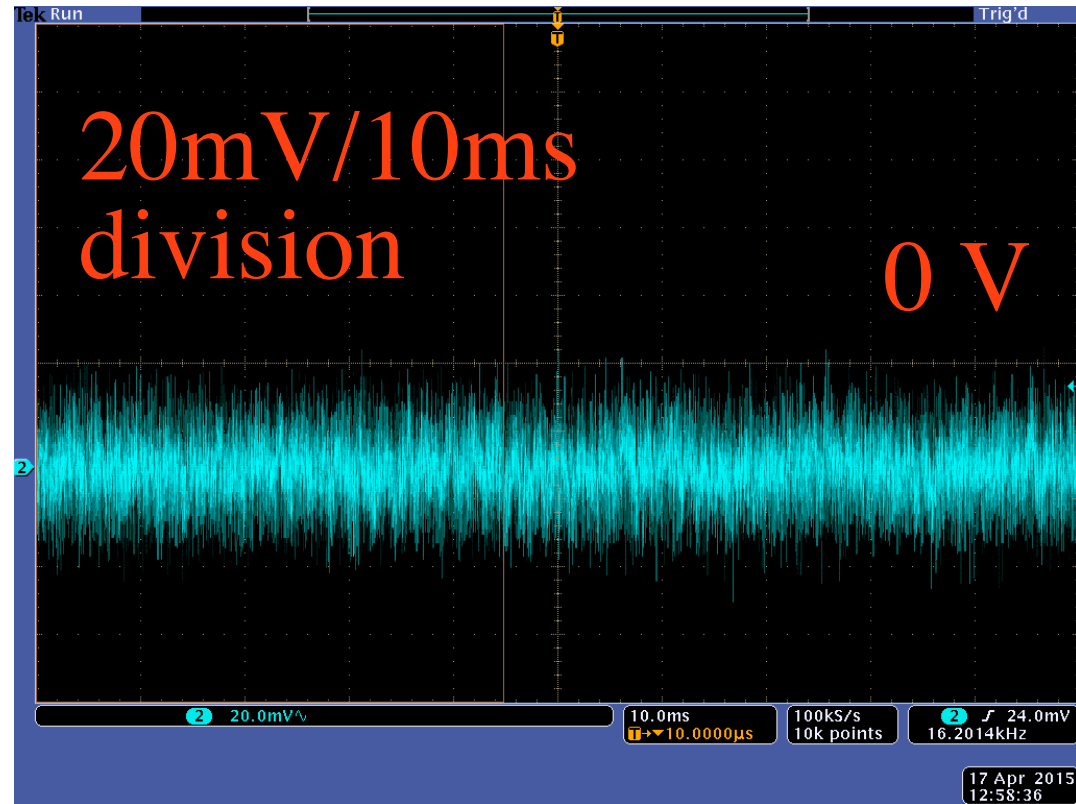 Tek Run
Trig'd
T
T
20mV/10ms
division
0 V
2
2 20.0mV∿
10.0ms
T→▼10.0000µs
100kS/s
10k points
2 ∫ 24.0mV
16.2014kHz
17 Apr 2015
12:58:36